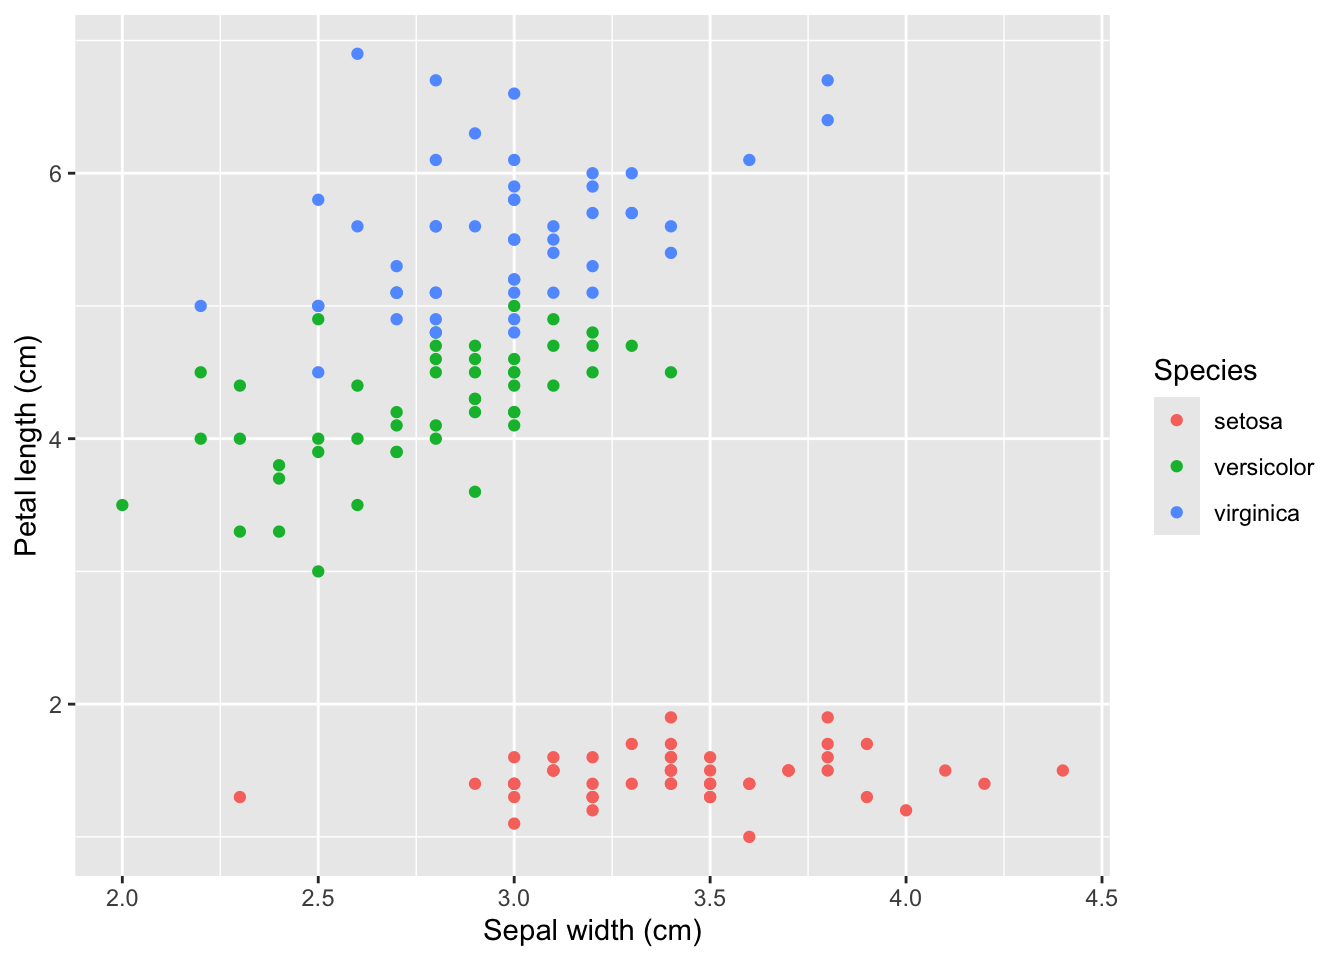 6
4
2
2.0 2.5 3.0 3.5 4.0 4.5
Sepal width (cm)
Petal length (cm)
Species
setosa
versicolor
virginica